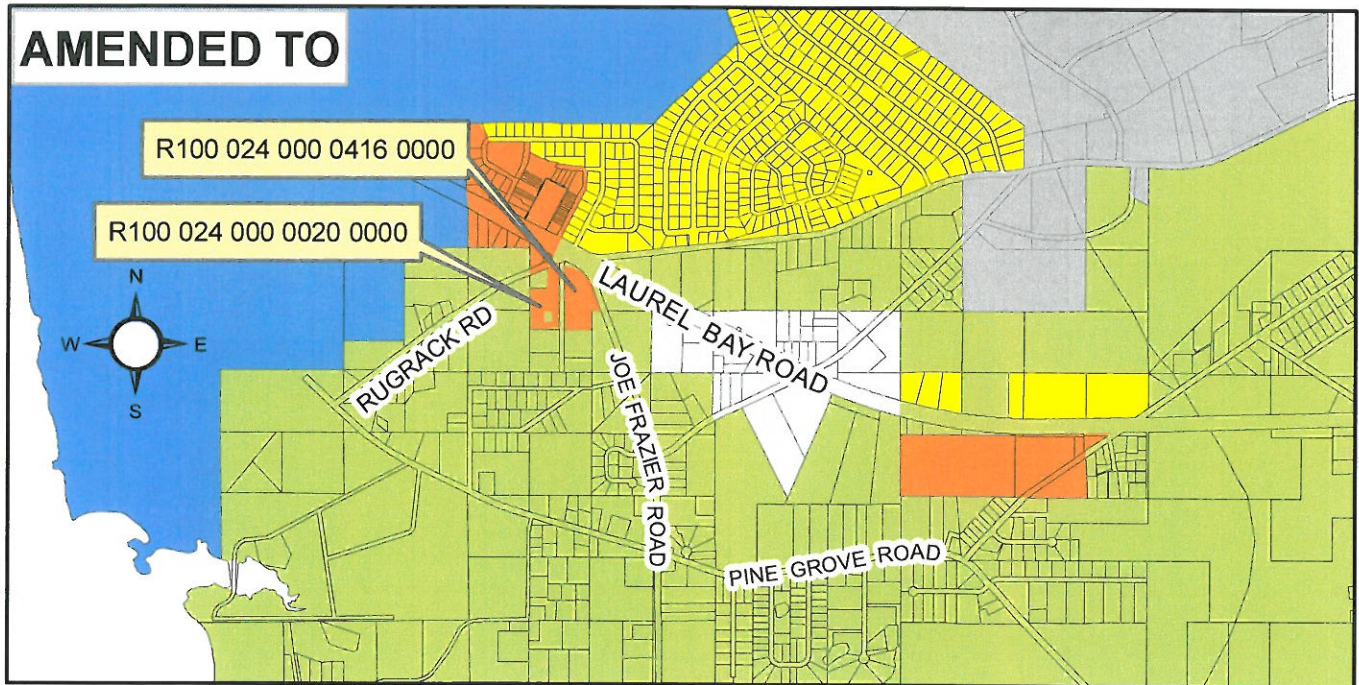 AMENDED TO
R100 024 000 0416 0000
R100 024 000 0020 0000
N
W E
S
RUGRACK RD
LAUREL BAY ROAD
JOE FRAZIER ROAD
PINE GROVE ROAD